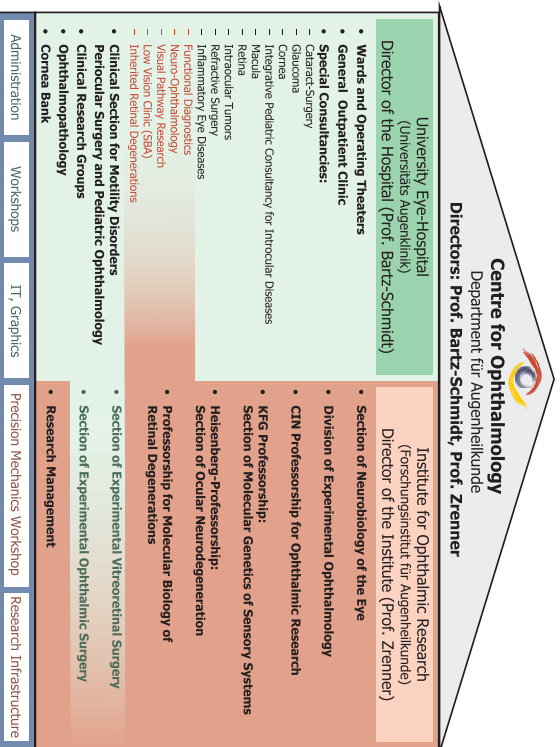 Centre for Ophthalmology
Department für Augenheilkunde
Directors: Prof. Bartz-Schmidt, Prof. Zrenner
University Eye-Hospital
(Universitäts Augenklinik)
Director of the Hospital (Prof. Bartz-Schmidt)
• Wards and Operating Theaters
• General Outpatient Clinic
• Special Consultancies:
– Cataract-Surgery
– Glaucoma
– Cornea
– Integrative Pediatric Consultancy for Introcular Diseases
– Macula
– Retina
– Intraocular Tumors
– Refractive Surgery
– Inflammatory Eye Diseases
– Functional Diagnostics
– Neuro-Ophthalmology
– Visual Pathway Research
– Low Vision Clinic (SBA)
– Inherited Retinal Degenerations
• Clinical Section for Motility Disorders
Periocular Surgery and Pediatric Ophthalmology
• Clinical Research Groups
• Ophthalmopathology
• Cornea Bank
Institute for Ophthalmic Research
(Forschungsinstitut für Augenheilkunde)
Director of the Institute (Prof. Zrenner)
• Section of Neurobiology of the Eye
• Division of Experimental Ophthalmology
• CIN Professorship for Ophthalmic Research
• KFG Professorship:
Section of Molecular Genetics of Sensory Systems
• Heisenberg-Professorship:
Section of Ocular Neurodegeneration
• Professorship for Molecular Biology of
Retinal Degenerations
• Section of Experimental Vitreoretinal Surgery
• Section of Experimental Ophthalmic Surgery
• Research Management
Administration
Workshops
IT, Graphics
Precision Mechanics Workshop
Research Infrastructure